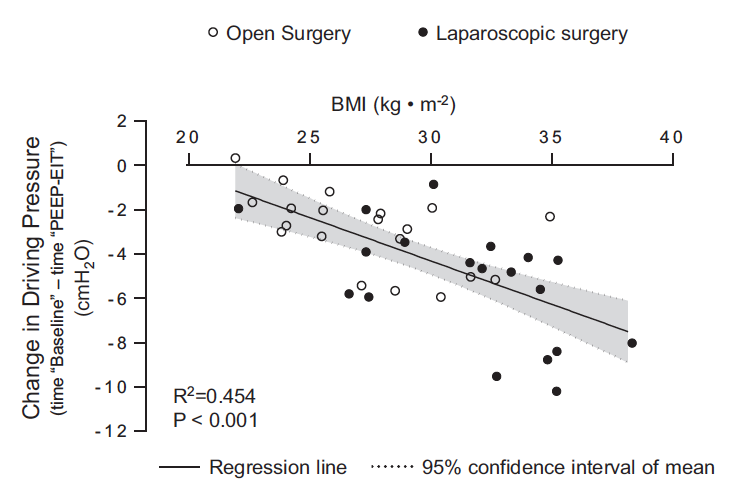 Open Surgery
Laparoscopic surgery
BMI (kg • m-2)
20 25 30 35 40
2
0
-2
-4
-6
-8
-10
-12
Change in Driving Pressure
(time “Baseline” – time “PEEP-EIT”)
(cmH2O)
R2=0.454
P < 0.001
Regression line
95% confidence interval of mean